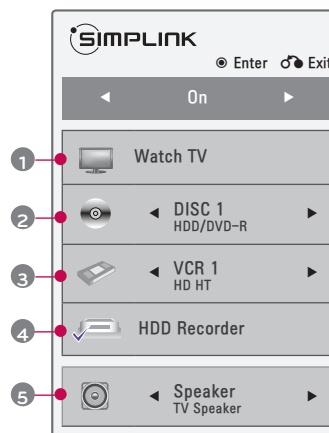 SIMPLINK
Enter Exit
On
1 Watch TV
2 DISC 1
HDD/DVD-R
3 VCR 1
HD HT
4 HDD Recorder
5 Speaker
TV Speaker